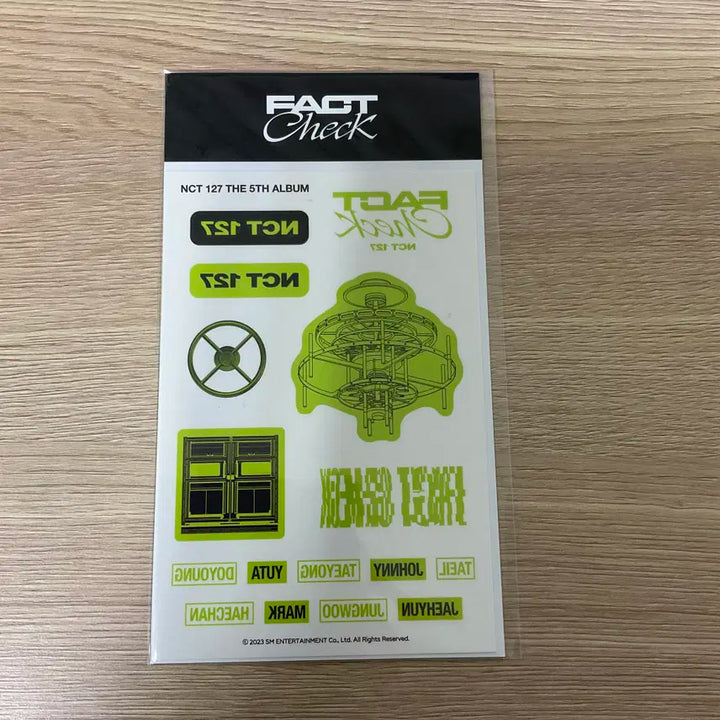 FACT
Check
NCT 127 THE 5TH ALBUM
FACT
Check
NCT 127
NCT 127
NCT 127
DOYOUNG YUTA TAEYONG JOHNNY TAEIL
HAECHAN MARK JUNGWOO JAEHYUN
© 2023 SM ENTERTAINMENT Co., Ltd. All Rights Reserved.